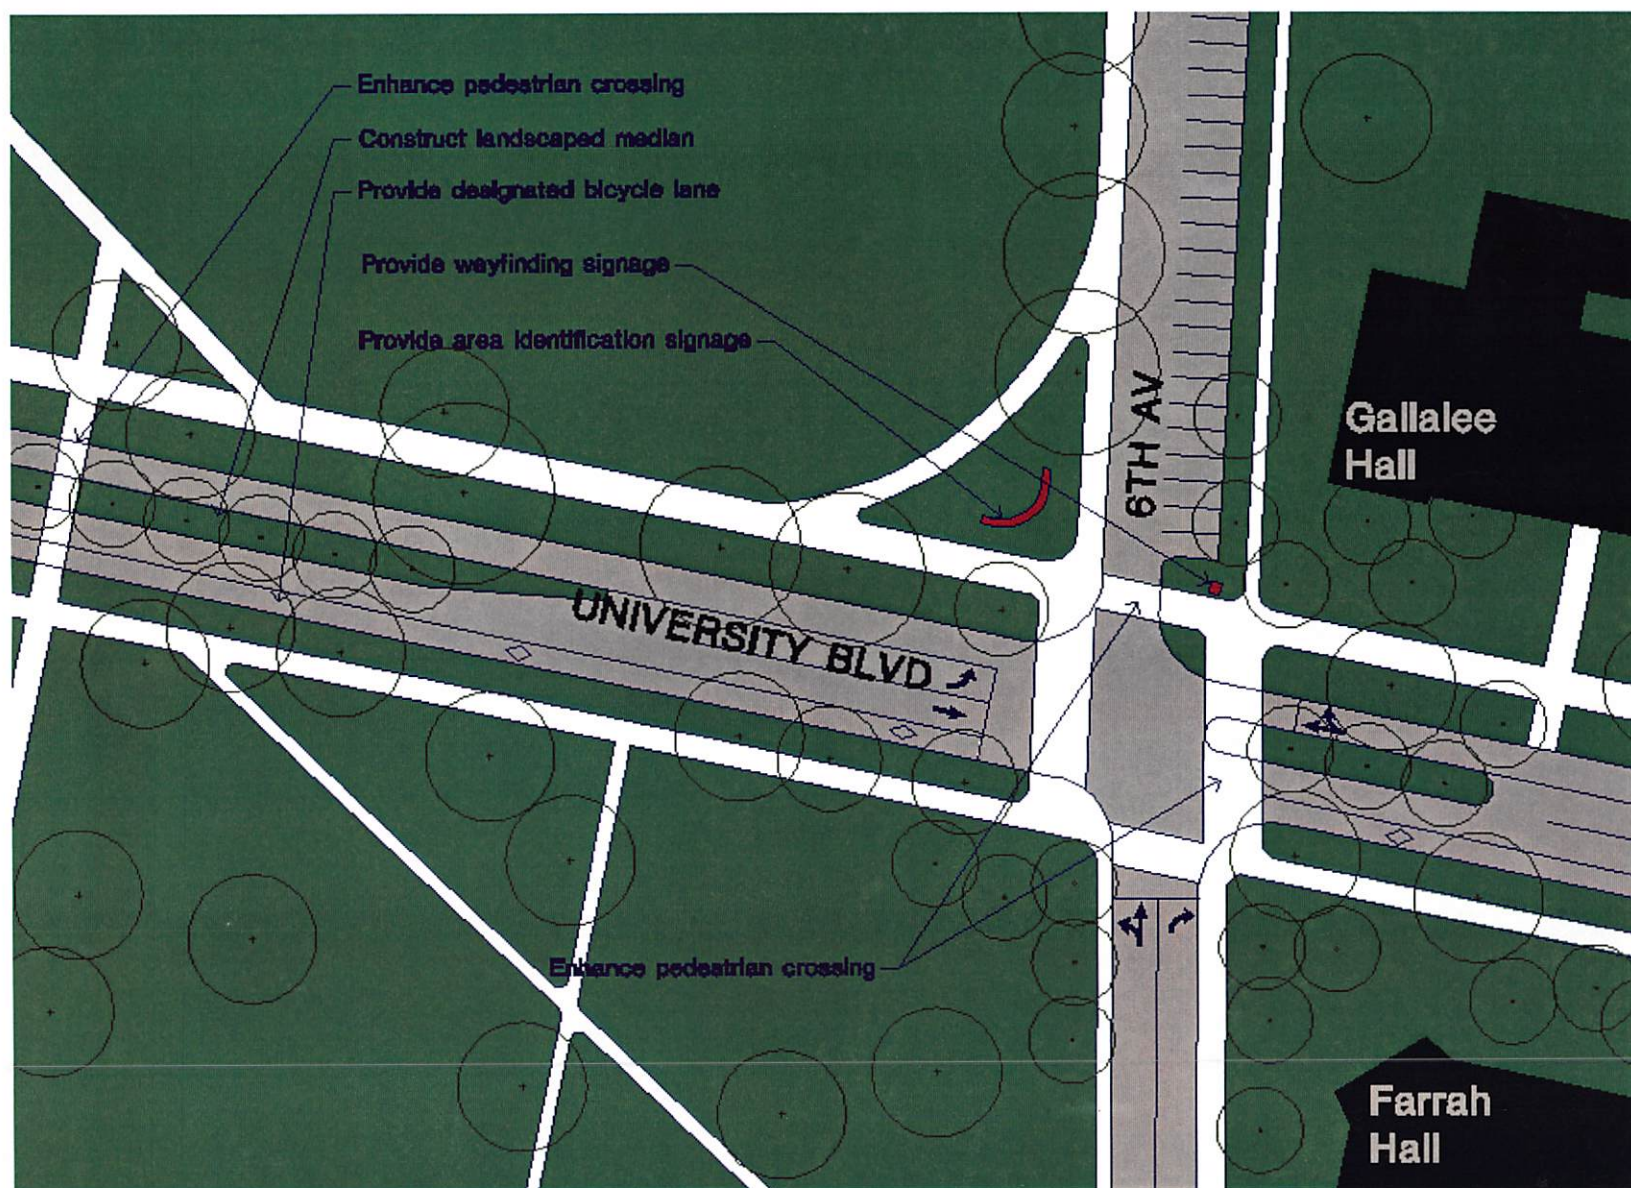 Enhance pedestrian crossing
Construct landscaped median
Provide designated bicycle lane
Provide wayfinding signage
Provide area identification signage
6TH AV
Gallalee
Hall
UNIVERSITY BLVD
Enhance pedestrian crossing
Farrah
Hall